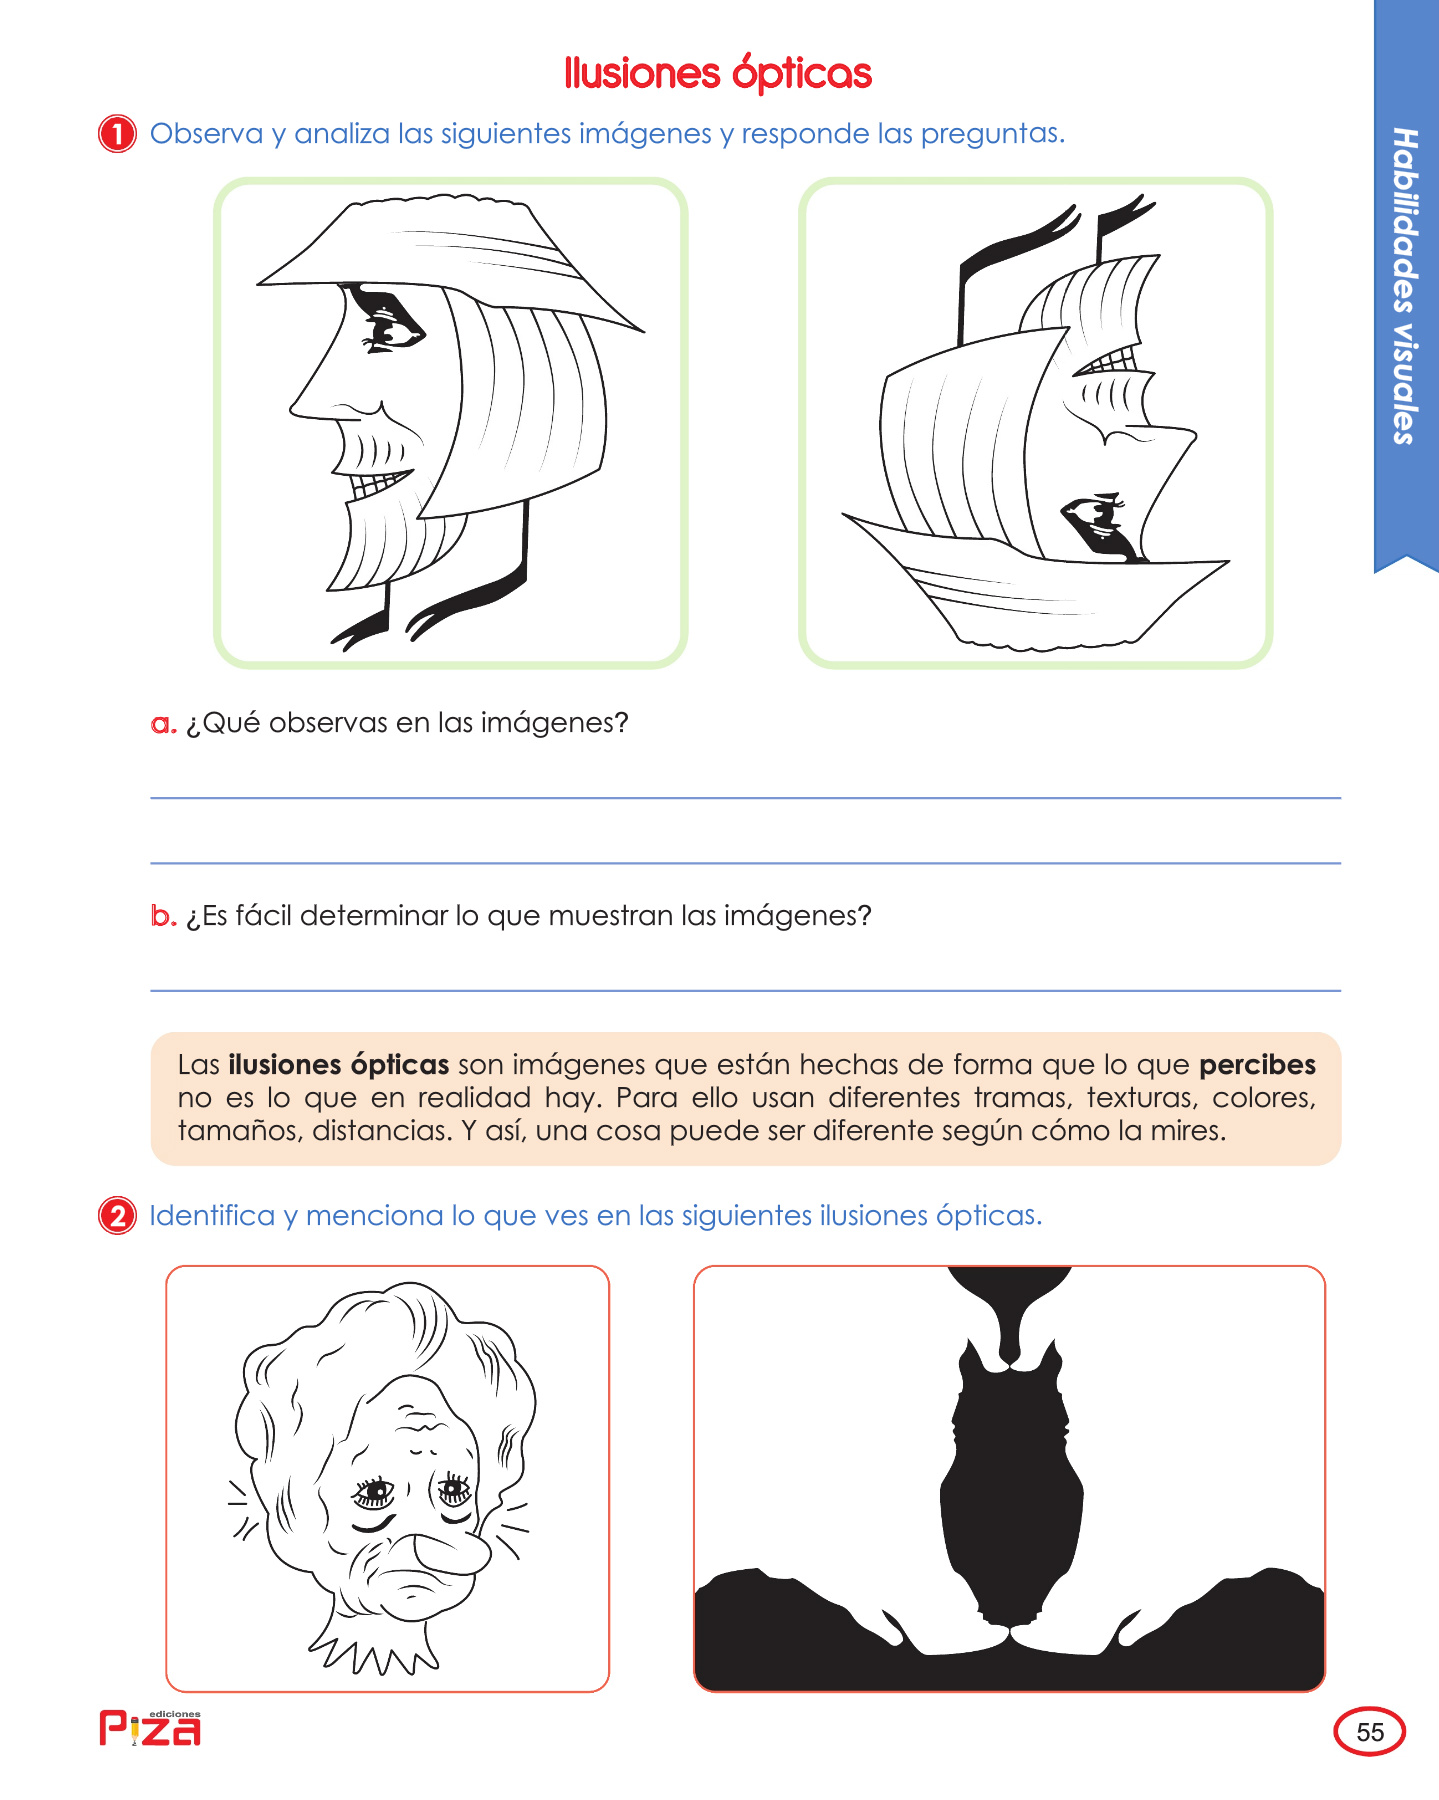 Ilusiones ópticas
1 Observa y analiza las siguientes imágenes y responde las preguntas.
Habilidades visuales
a. ¿Qué observas en las imágenes?
b. ¿Es fácil determinar lo que muestran las imágenes?
Las ilusiones ópticas son imágenes que están hechas de forma que lo que percibes
no es lo que en realidad hay. Para ello usan diferentes tramas, texturas, colores,
tamaños, distancias. Y así, una cosa puede ser diferente según cómo la mires.
2 Identifica y menciona lo que ves en las siguientes ilusiones ópticas.
ediciones
Piza
55